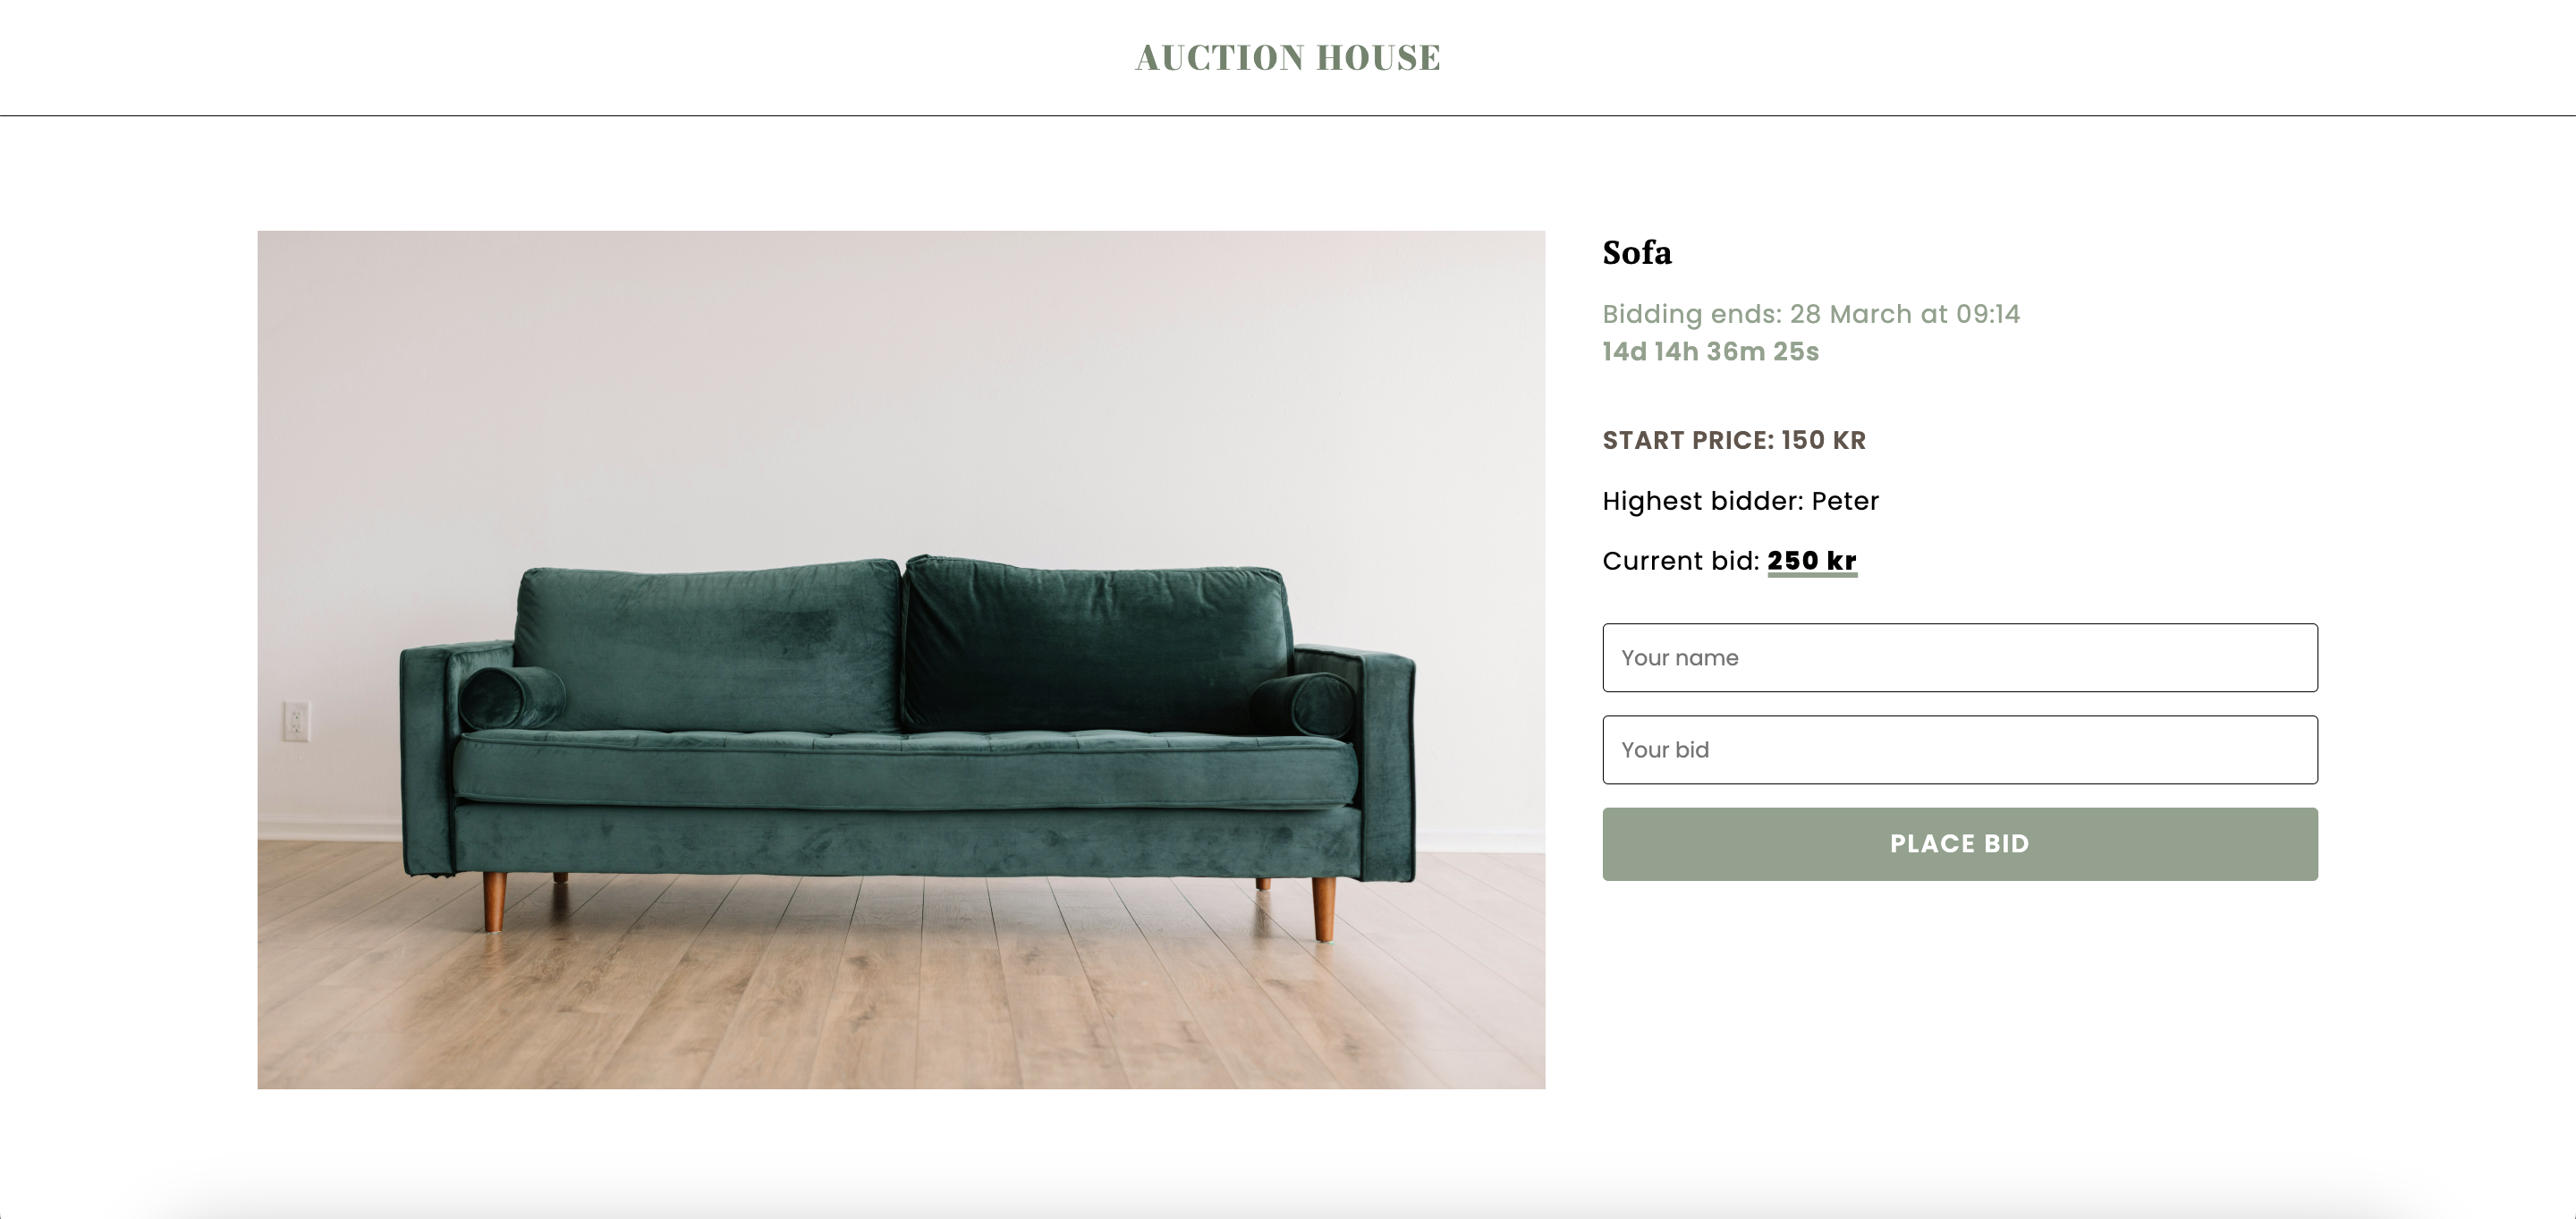 AUCTION HOUSE
Sofa
Bidding ends: 28 March at 09:14
14d 14h 36m 25s
START PRICE: 150 KR
Highest bidder: Peter
Current bid: 250 kr
Your name
Your bid
PLACE BID